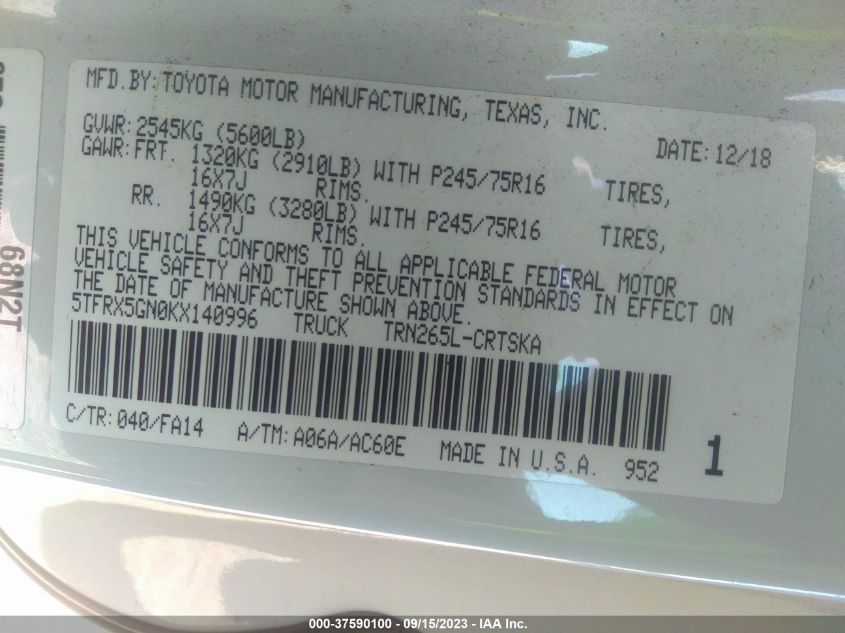 MFD.BY:TOYOTA MOTOR MANUFACTURING, TEXAS, INC.
GVWR:2545KG (5600LB) DATE:12/18
GAWR:FRT. 1320KG (2910LB) WITH P245/75R16 TIRES,
16X7J RIMS.
RR. 1490KG (3280LB) WITH P245/75R16 TIRES,
16X7J RIMS.
THIS VEHICLE CONFORMS TO ALL APPLICABLE FEDERAL MOTOR
VEHICLE SAFETY AND THEFT PREVENTION STANDARDS IN EFFECT ON
THE DATE OF MANUFACTURE SHOWN ABOVE.
5TFRX5GN0KX140996 TRUCK TRN265L-CRTSKA
C/TR:040/FA14 A/TM:A06A/AC60E MADE IN U.S.A. 952 1
68N2T
000-37590100 - 09/15/2023 - IAA Inc.